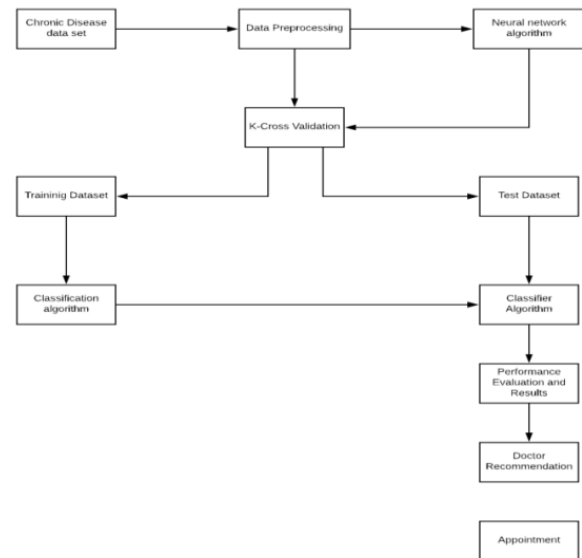 Chronic Disease
data set
Data Preprocessing
Neural network
algorithm
K-Cross Validation
Traininig Dataset
Test Dataset
Classification
algorithm
Classifier
Algorithm
Performance
Evaluation and
Results
Doctor
Recommendation
Appointment